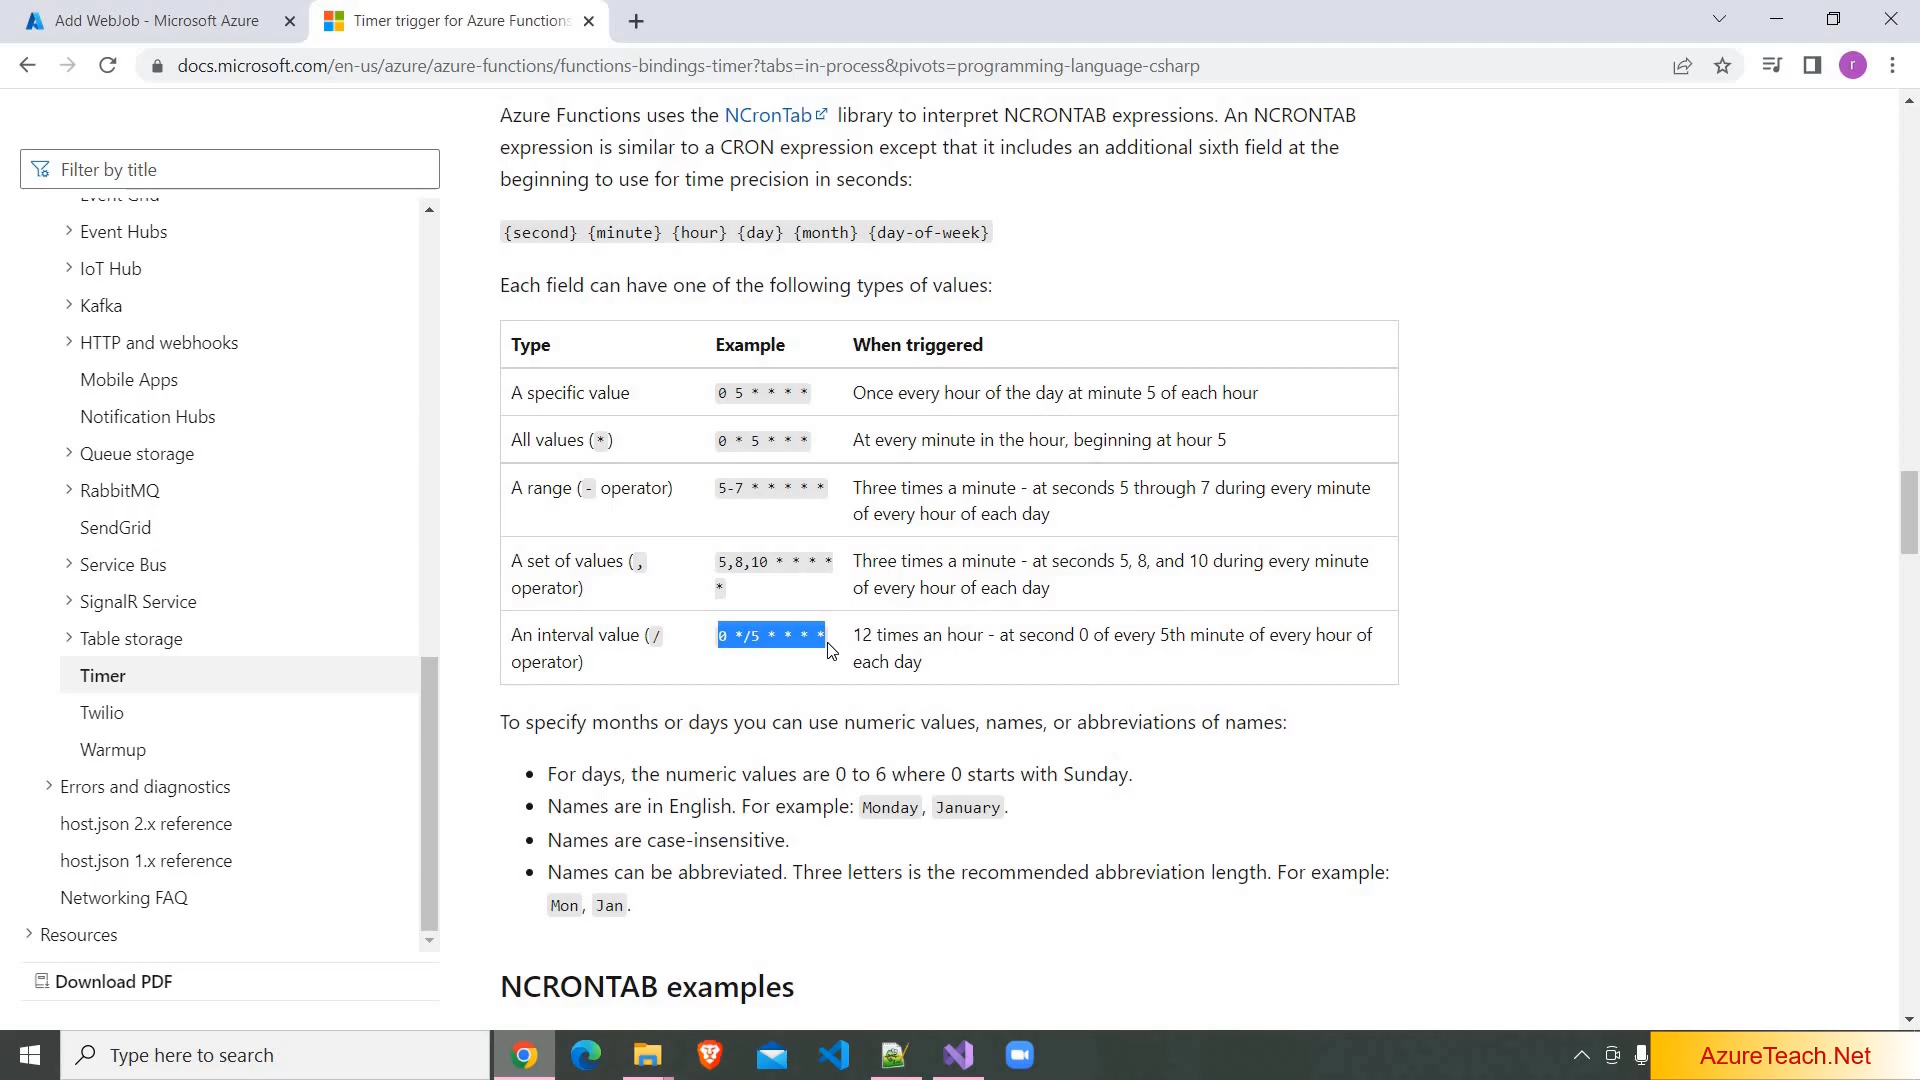 Add WebJob - Microsoft Azure
Timer trigger for Azure Functions
docs.microsoft.com/en-us/azure/azure-functions/functions-bindings-timer?tabs=in-process&pivots=programming-language-csharp
r
Filter by title
Event Grid
Event Hubs
IoT Hub
Kafka
HTTP and webhooks
Mobile Apps
Notification Hubs
Queue storage
RabbitMQ
SendGrid
Service Bus
SignalR Service
Table storage
Timer
Twilio
Warmup
Errors and diagnostics
host.json 2.x reference
host.json 1.x reference
Networking FAQ
Resources
Download PDF
Azure Functions uses the NCronTab library to interpret NCRONTAB expressions. An NCRONTAB
expression is similar to a CRON expression except that it includes an additional sixth field at the
beginning to use for time precision in seconds:
{second} {minute} {hour} {day} {month} {day-of-week}
Each field can have one of the following types of values:
Type Example When triggered
A specific value 0 5 * * * * Once every hour of the day at minute 5 of each hour
All values (*) 0 * 5 * * * At every minute in the hour, beginning at hour 5
A range (- operator) 5-7 * * * * * Three times a minute - at seconds 5 through 7 during every minute
of every hour of each day
A set of values (, 5,8,10 * * * * Three times a minute - at seconds 5, 8, and 10 during every minute
operator) * of every hour of each day
An interval value (/ 0 */5 * * * * 12 times an hour - at second 0 of every 5th minute of every hour of
operator) each day
To specify months or days you can use numeric values, names, or abbreviations of names:
• For days, the numeric values are 0 to 6 where 0 starts with Sunday.
• Names are in English. For example: Monday, January.
• Names are case-insensitive.
• Names can be abbreviated. Three letters is the recommended abbreviation length. For example:
Mon, Jan.
NCRONTAB examples
Type here to search
AzureTeach.Net